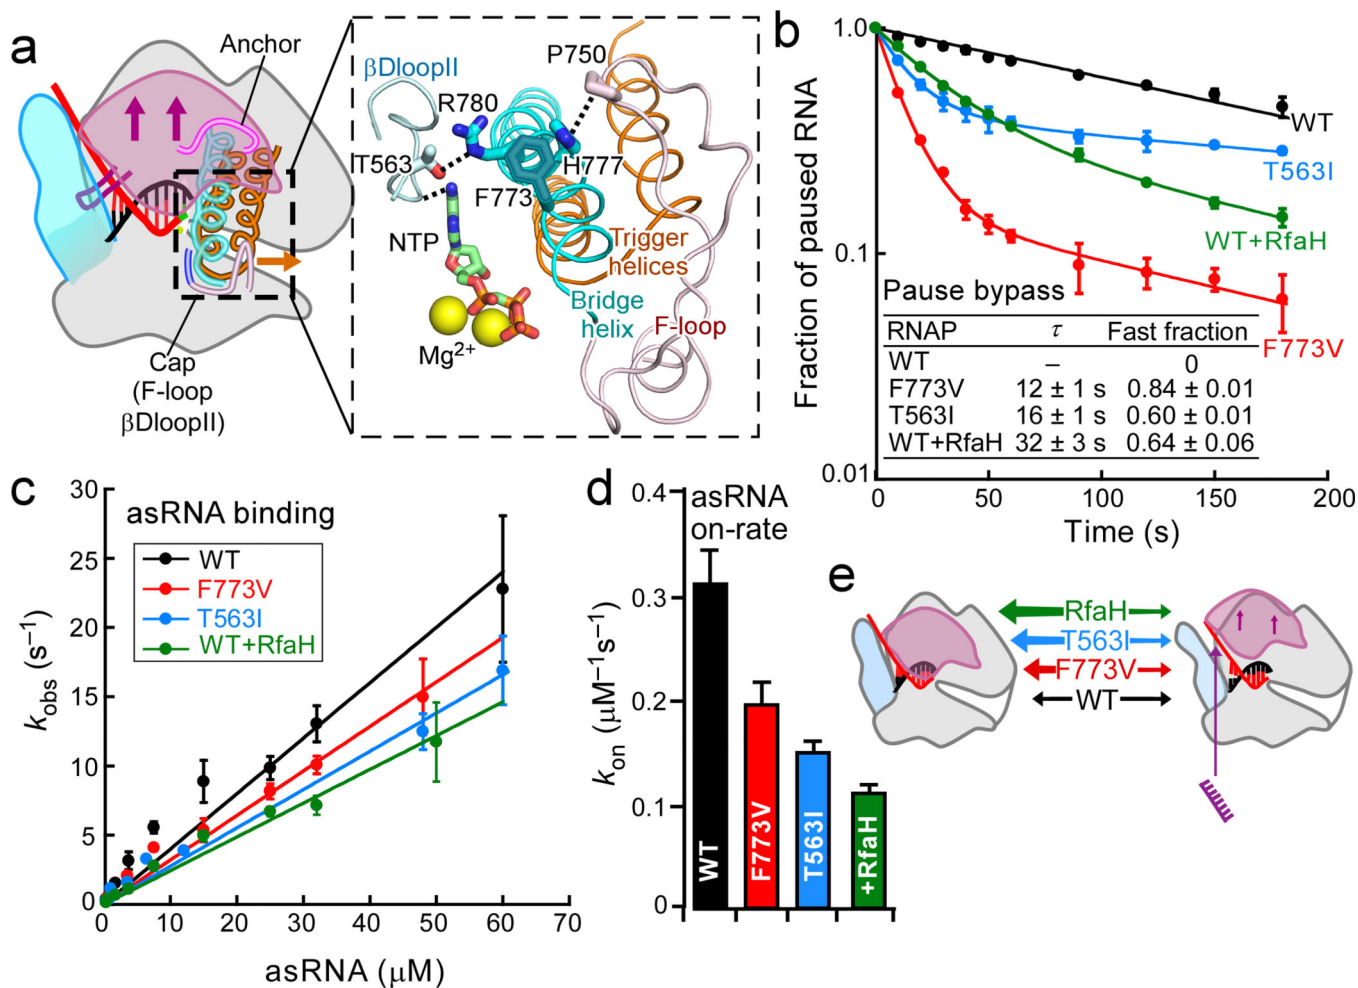 a
Anchor
Cap
(F-loop
βDloopII)
βDloopII
P750
R780
T563
H777
F773
NTP
Trigger
helices
Bridge
helix
F-loop
Mg²⁺
b
Fraction of paused RNA
1.0
0.1
0.01
WT
T563I
WT+RfaH
F773V
Pause bypass
RNAP τ Fast fraction
WT – 0
F773V 12 ± 1 s 0.84 ± 0.01
T563I 16 ± 1 s 0.60 ± 0.01
WT+RfaH 32 ± 3 s 0.64 ± 0.06
0 50 100 150 200
Time (s)
c
asRNA binding
WT
F773V
T563I
WT+RfaH
kobs (s⁻¹)
30
25
20
15
10
5
0
0 10 20 30 40 50 60 70
asRNA (μM)
d
asRNA
on-rate
kon (μM⁻¹s⁻¹)
0.4
0.3
0.2
0.1
0
WT
F773V
T563I
+RfaH
e
RfaH
T563I
F773V
WT